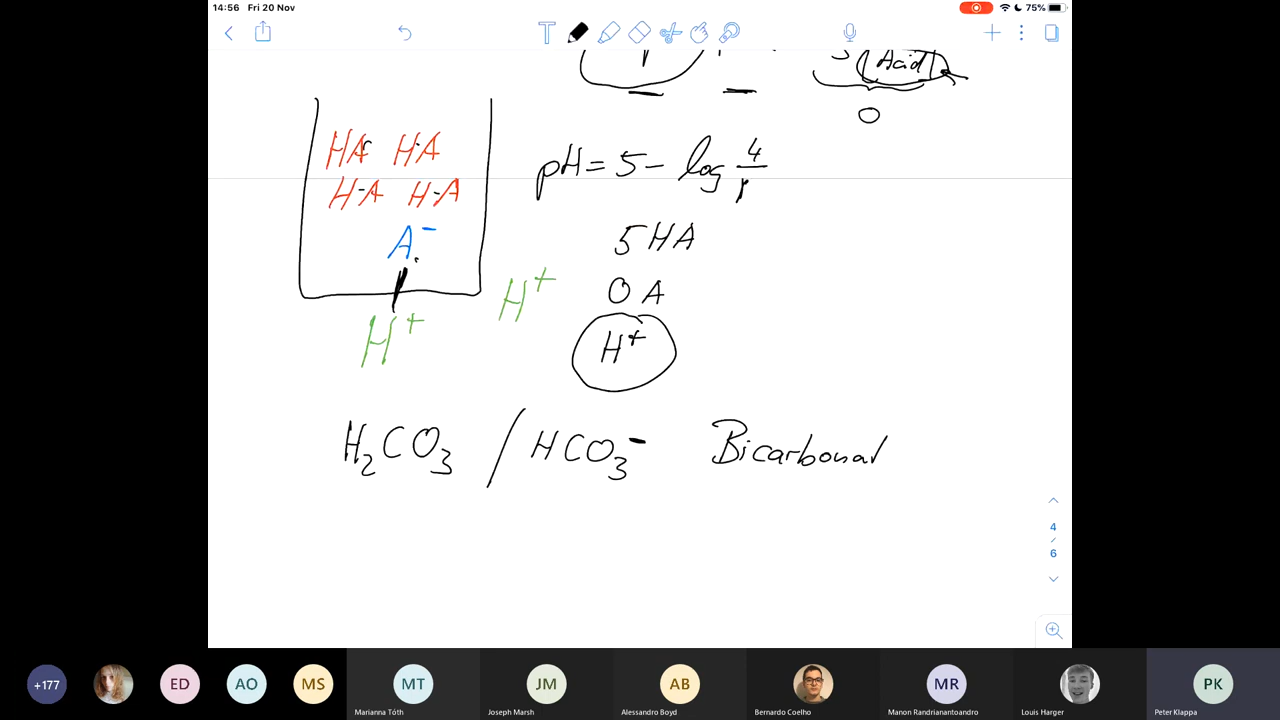 14:56 Fri 20 Nov
75%
T
(Acid)
0
HA HA
pH = 5 - log 4/1
H-A H-A
A-
5 HA
0 A
H+
H+
H+
H2CO3 / HCO3- Bicarbonat
4
/
6
+177
ED
AO
MS
MT
JM
AB
MR
PK
Marianna Tóth
Joseph Marsh
Alessandro Boyd
Bernardo Coelho
Manon Randrianantoandro
Louis Harger
Peter Klappa